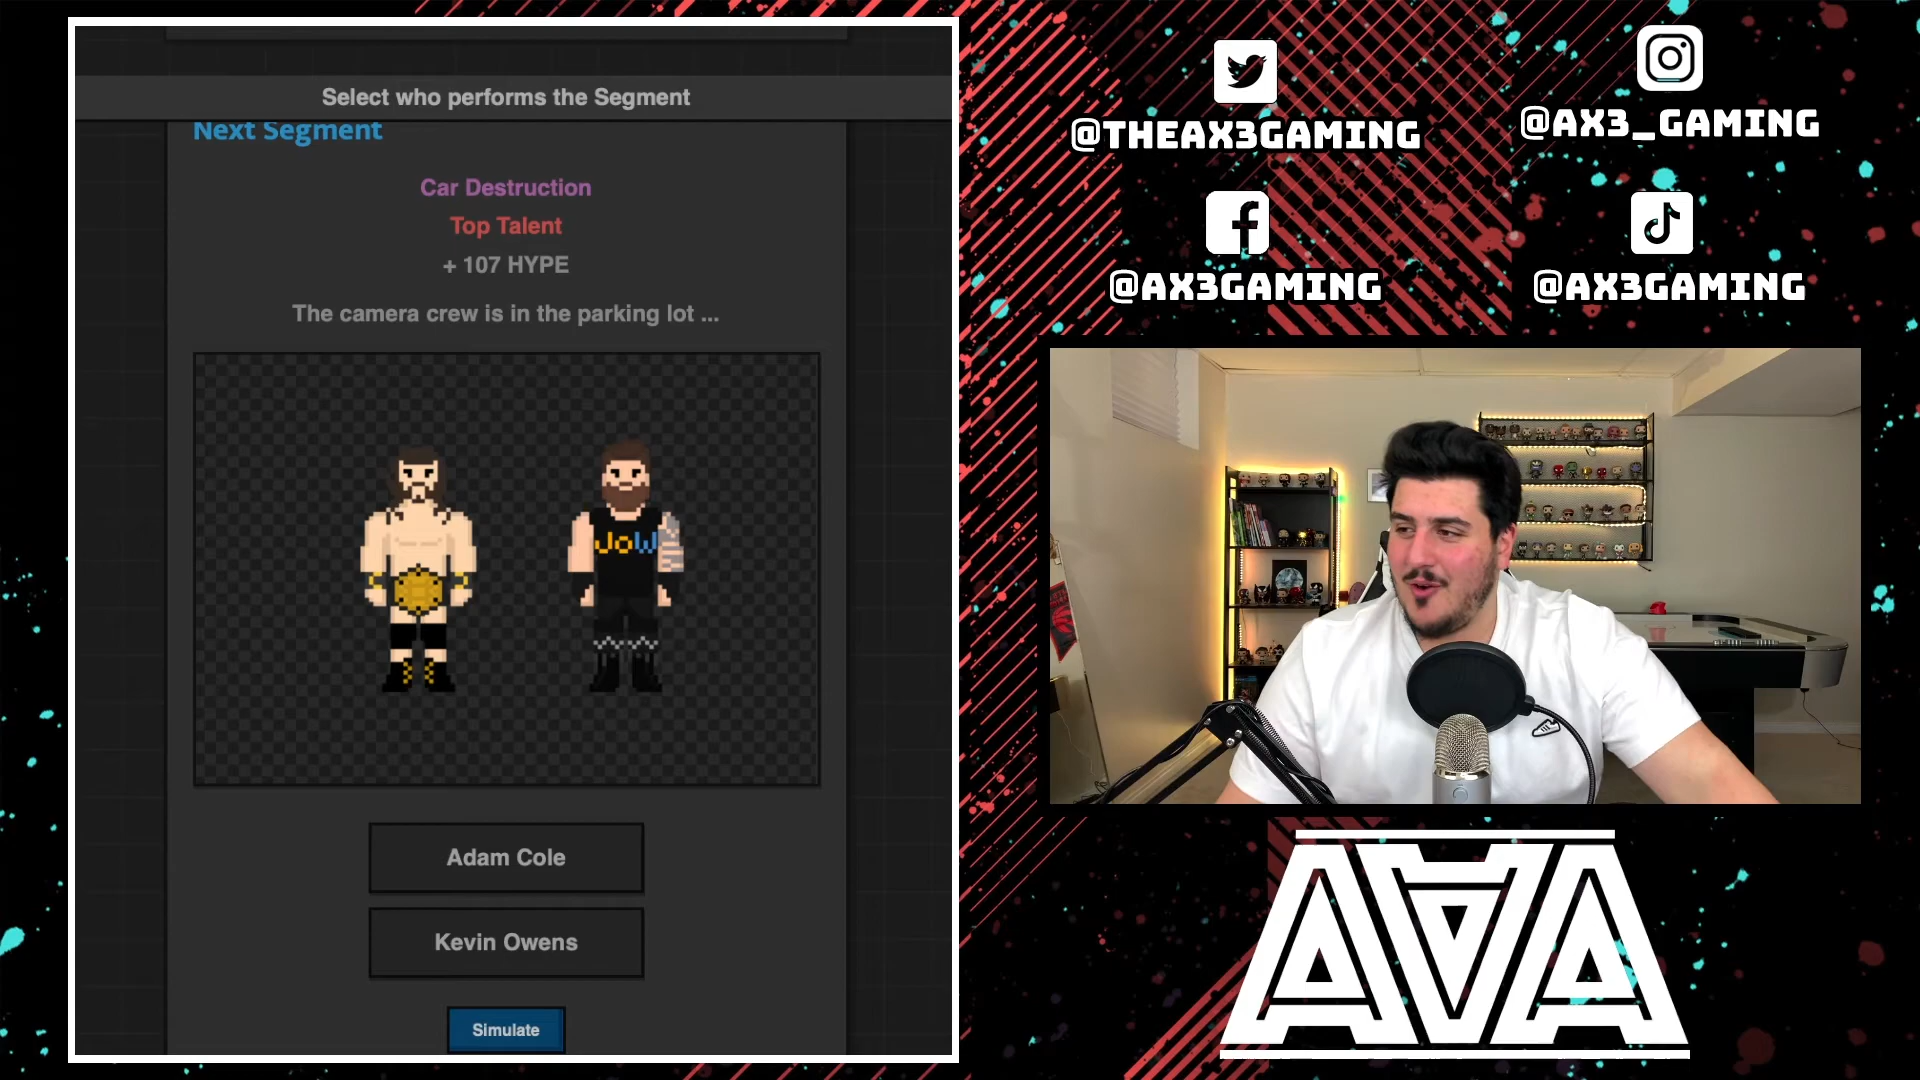 Select who performs the Segment
Next Segment
Car Destruction
Top Talent
+ 107 HYPE
The camera crew is in the parking lot ...
JoW
Adam Cole
Kevin Owens
Simulate
@THEAX3GAMING
@AX3_GAMING
@AX3GAMING
@AX3GAMING